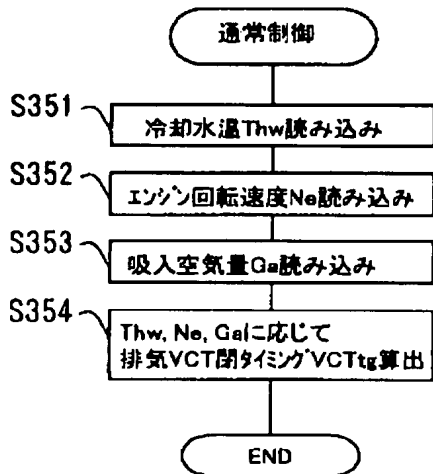 通常制御
S351
冷却水温Thw読み込み
S352
エンジン回転速度Ne読み込み
S353
吸入空気量Ga読み込み
S354
Thw, Ne, Gaに応じて
排気VCT閉タイミングVCTtg算出
END